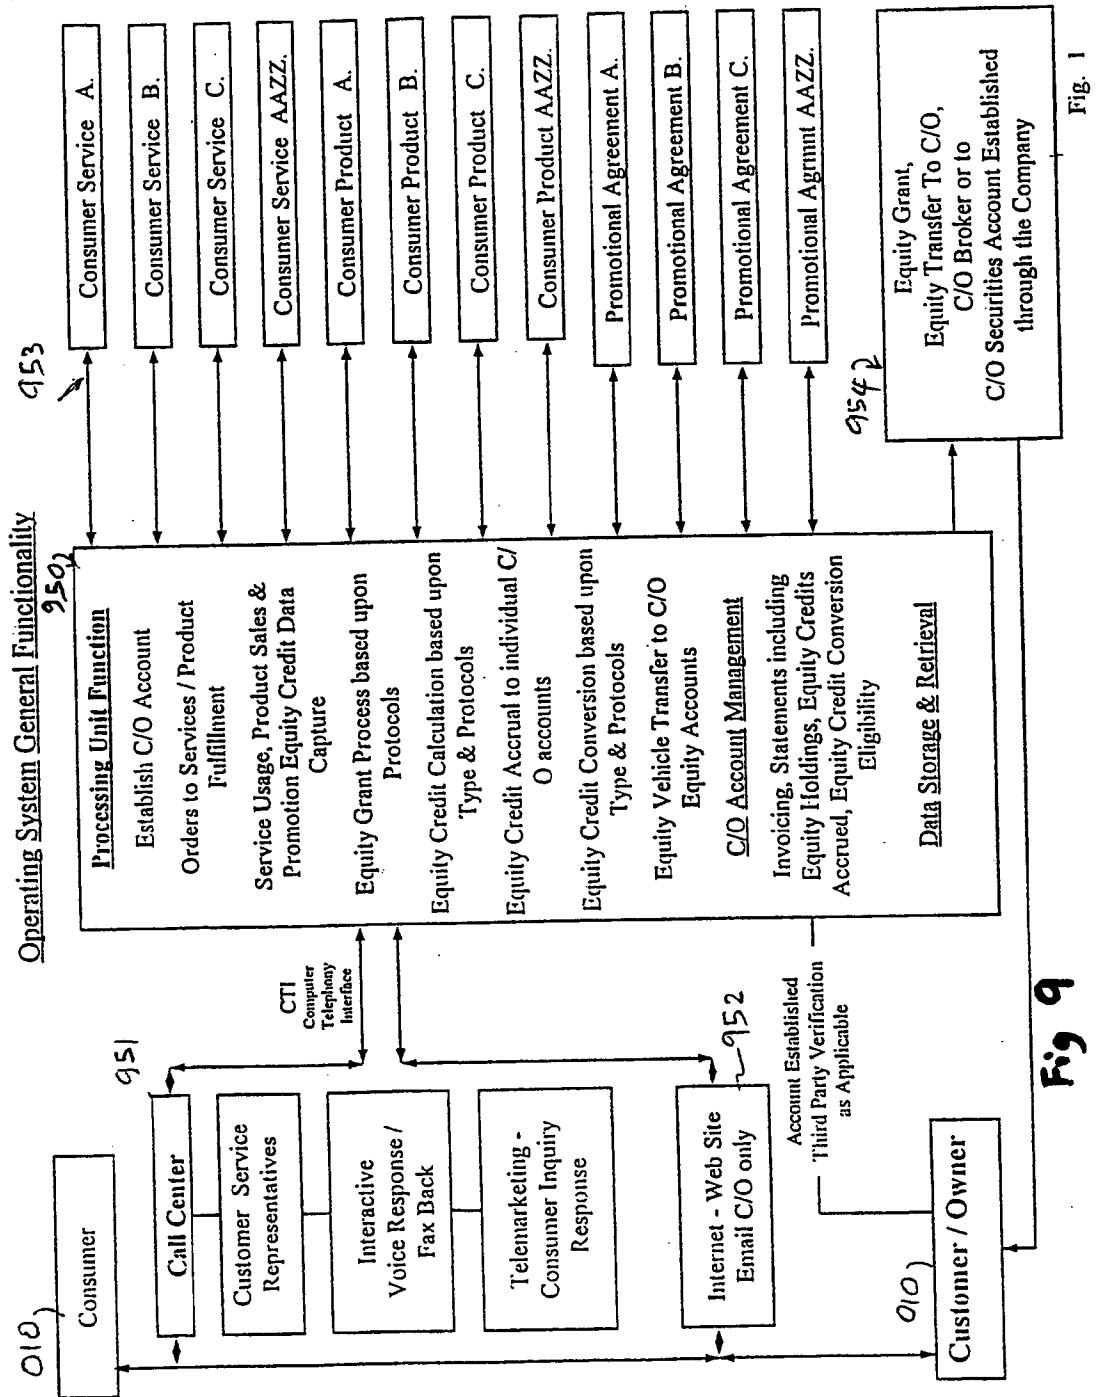 Operating System General Functionality
010
Consumer
951
Call Center
Customer Service
Representatives
Interactive
Voice Response /
Fax Back
Telemarketing -
Consumer Inquiry
Response
952
Internet - Web Site
Email C/O only
010
Customer / Owner
CTI
Computer
Telephony
Interface
Account Established
Third Party Verification
as Applicable
950
Processing Unit Function
Establish C/O Account
Orders to Services / Product
Fulfillment
Service Usage, Product Sales &
Promotion Equity Credit Data
Capture
Equity Grant Process based upon
Protocols
Equity Credit Calculation based upon
Type & Protocols
Equity Credit Accrual to individual C/
O accounts
Equity Credit Conversion based upon
Type & Protocols
Equity Vehicle Transfer to C/O
Equity Accounts
C/O Account Management
Invoicing, Statements including
Equity Holdings, Equity Credits
Accrued, Equity Credit Conversion
Eligibility
Data Storage & Retrieval
953
Consumer Service A.
Consumer Service B.
Consumer Service C.
Consumer Service AAZZ.
Consumer Product A.
Consumer Product B.
Consumer Product C.
Consumer Product AAZZ.
Promotional Agreement A.
Promotional Agreement B.
Promotional Agreement C.
Promotional Agrmnt AAZZ.
9542
Equity Grant,
Equity Transfer To C/O,
C/O Broker or to
C/O Securities Account Established
through the Company
Fig 9
Fig. 1